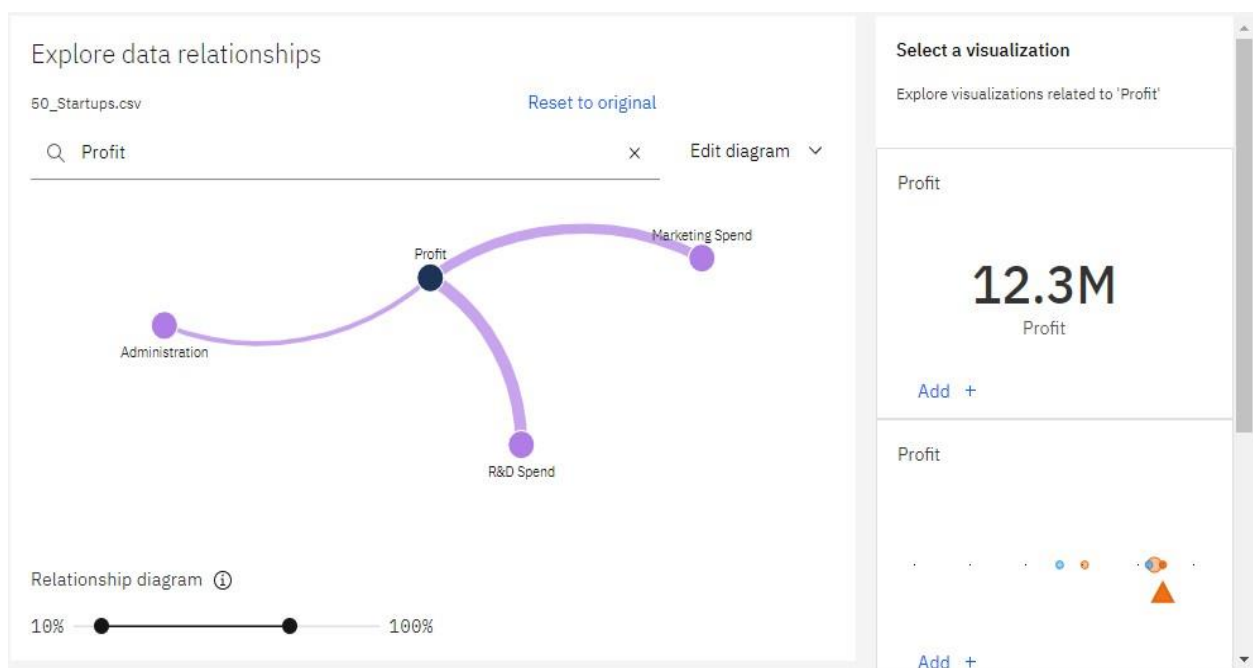 Explore data relationships
50_Startups.csv
Reset to original
Profit
Edit diagram
Marketing Spend
Profit
Administration
R&D Spend
Relationship diagram
10%
100%
Select a visualization
Explore visualizations related to 'Profit'
Profit
12.3M
Profit
Add +
Profit
Add +